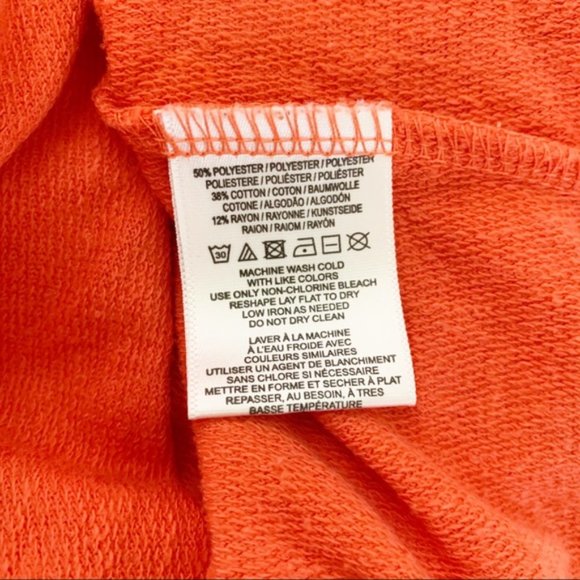 50% POLYESTER / POLYESTER / POLYESTER
POLIESTERE / POLIÉSTER / POLIÉSTER
38% COTTON / COTON / BAUMWOLLE
COTONE / ALGODÃO / ALGODÓN
12% RAYON / RAYONNE / KUNSTSEIDE
RAION / RAIOM / RAYÓN
30
MACHINE WASH COLD
WITH LIKE COLORS
USE ONLY NON-CHLORINE BLEACH
RESHAPE LAY FLAT TO DRY
LOW IRON AS NEEDED
DO NOT DRY CLEAN
LAVER À LA MACHINE
À L'EAU FROIDE AVEC
COULEURS SIMILAIRES
UTILISER UN AGENT DE BLANCHIMENT
SANS CHLORE SI NÉCESSAIRE
METTRE EN FORME ET SECHER À PLAT
REPASSER, AU BESOIN, À TRES
BASSE TEMPÉRATURE